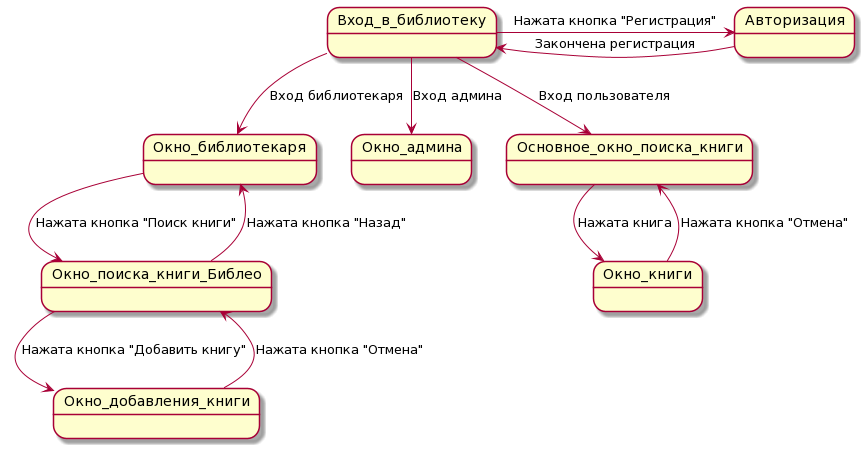 Вход_в_библиотеку
Нажата кнопка "Регистрация"
Авторизация
Закончена регистрация
Вход библиотекаря
Вход админа
Вход пользователя
Окно_библиотекаря
Окно_админа
Основное_окно_поиска_книги
Нажата кнопка "Поиск книги"
Нажата кнопка "Назад"
Нажата книга
Нажата кнопка "Отмена"
Окно_поиска_книги_Библео
Окно_книги
Нажата кнопка "Добавить книгу"
Нажата кнопка "Отмена"
Окно_добавления_книги